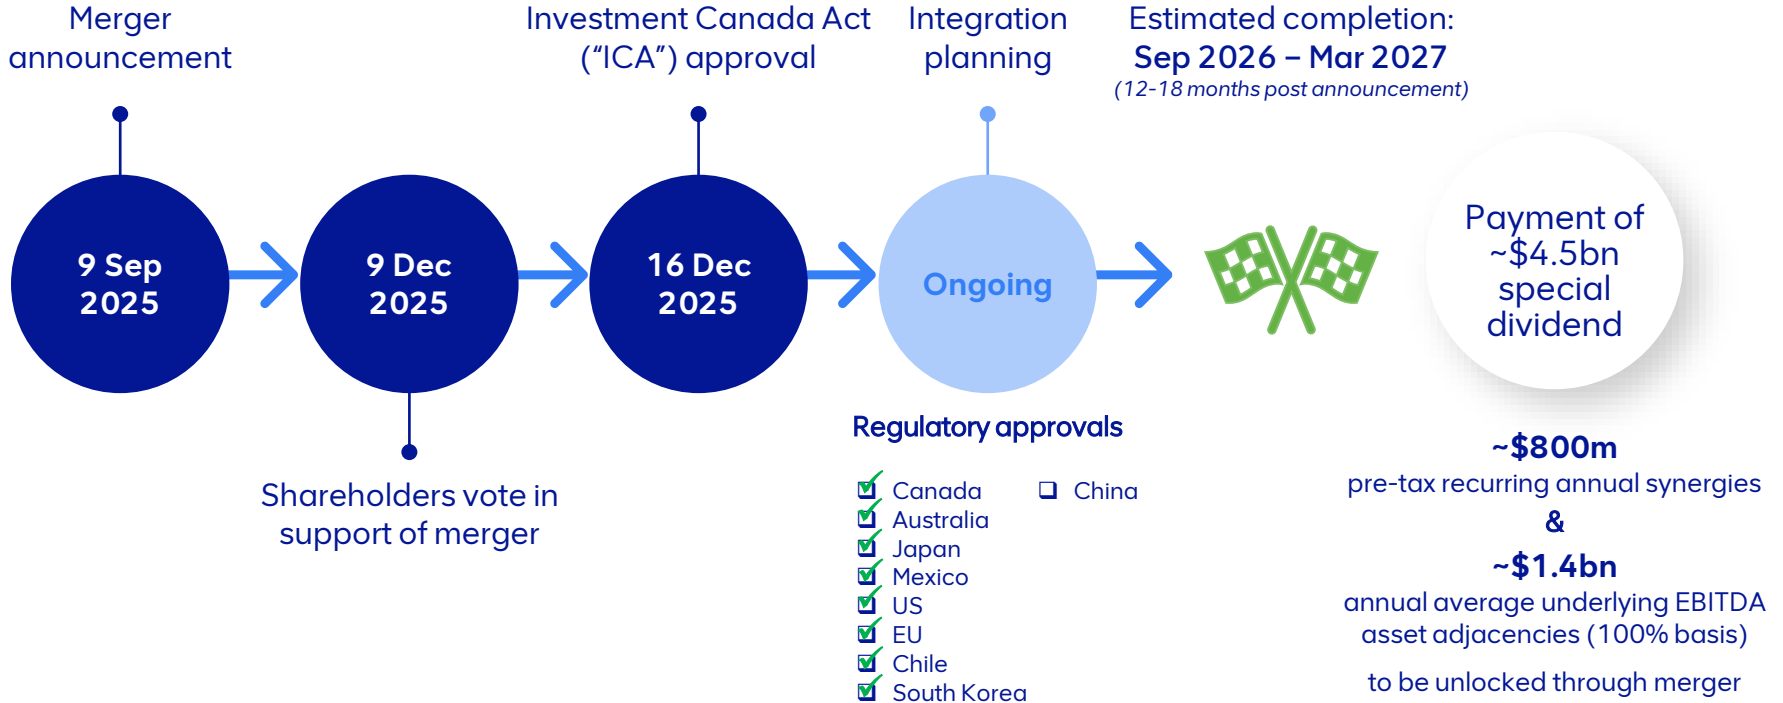 Merger
announcement
9 Sep
2025
9 Dec
2025
Shareholders vote in
support of merger
Investment Canada Act
(“ICA”) approval
16 Dec
2025
Integration
planning
Ongoing
Regulatory approvals
Canada
Australia
Japan
Mexico
US
EU
Chile
South Korea
China
Estimated completion:
Sep 2026 – Mar 2027
(12-18 months post announcement)
Payment of
~$4.5bn
special
dividend
~$800m
pre-tax recurring annual synergies
&
~$1.4bn
annual average underlying EBITDA
asset adjacencies (100% basis)
to be unlocked through merger